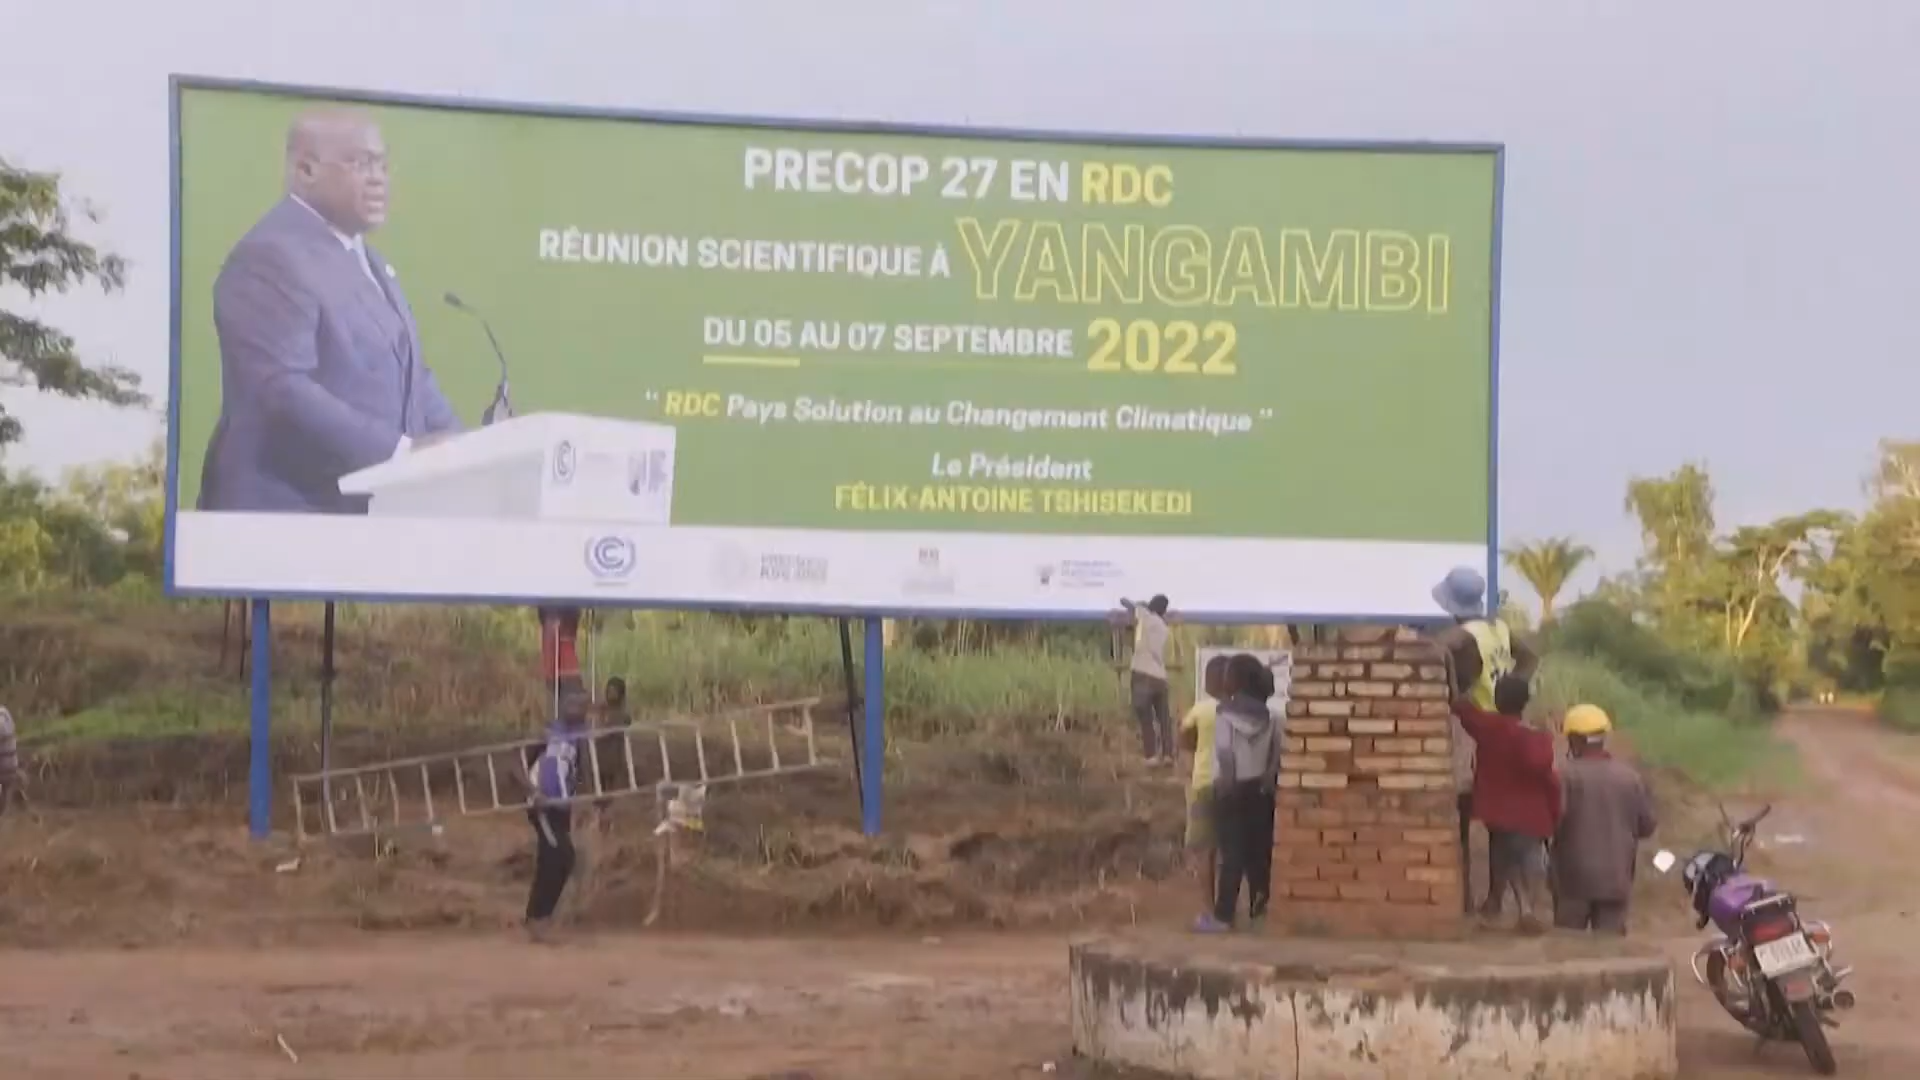 PRECOP 27 EN RDC
RÉUNION SCIENTIFIQUE À YANGAMBI
DU 05 AU 07 SEPTEMBRE 2022
" RDC Pays Solution au Changement Climatique "
Le Président
FÉLIX-ANTOINE TSHISEKEDI